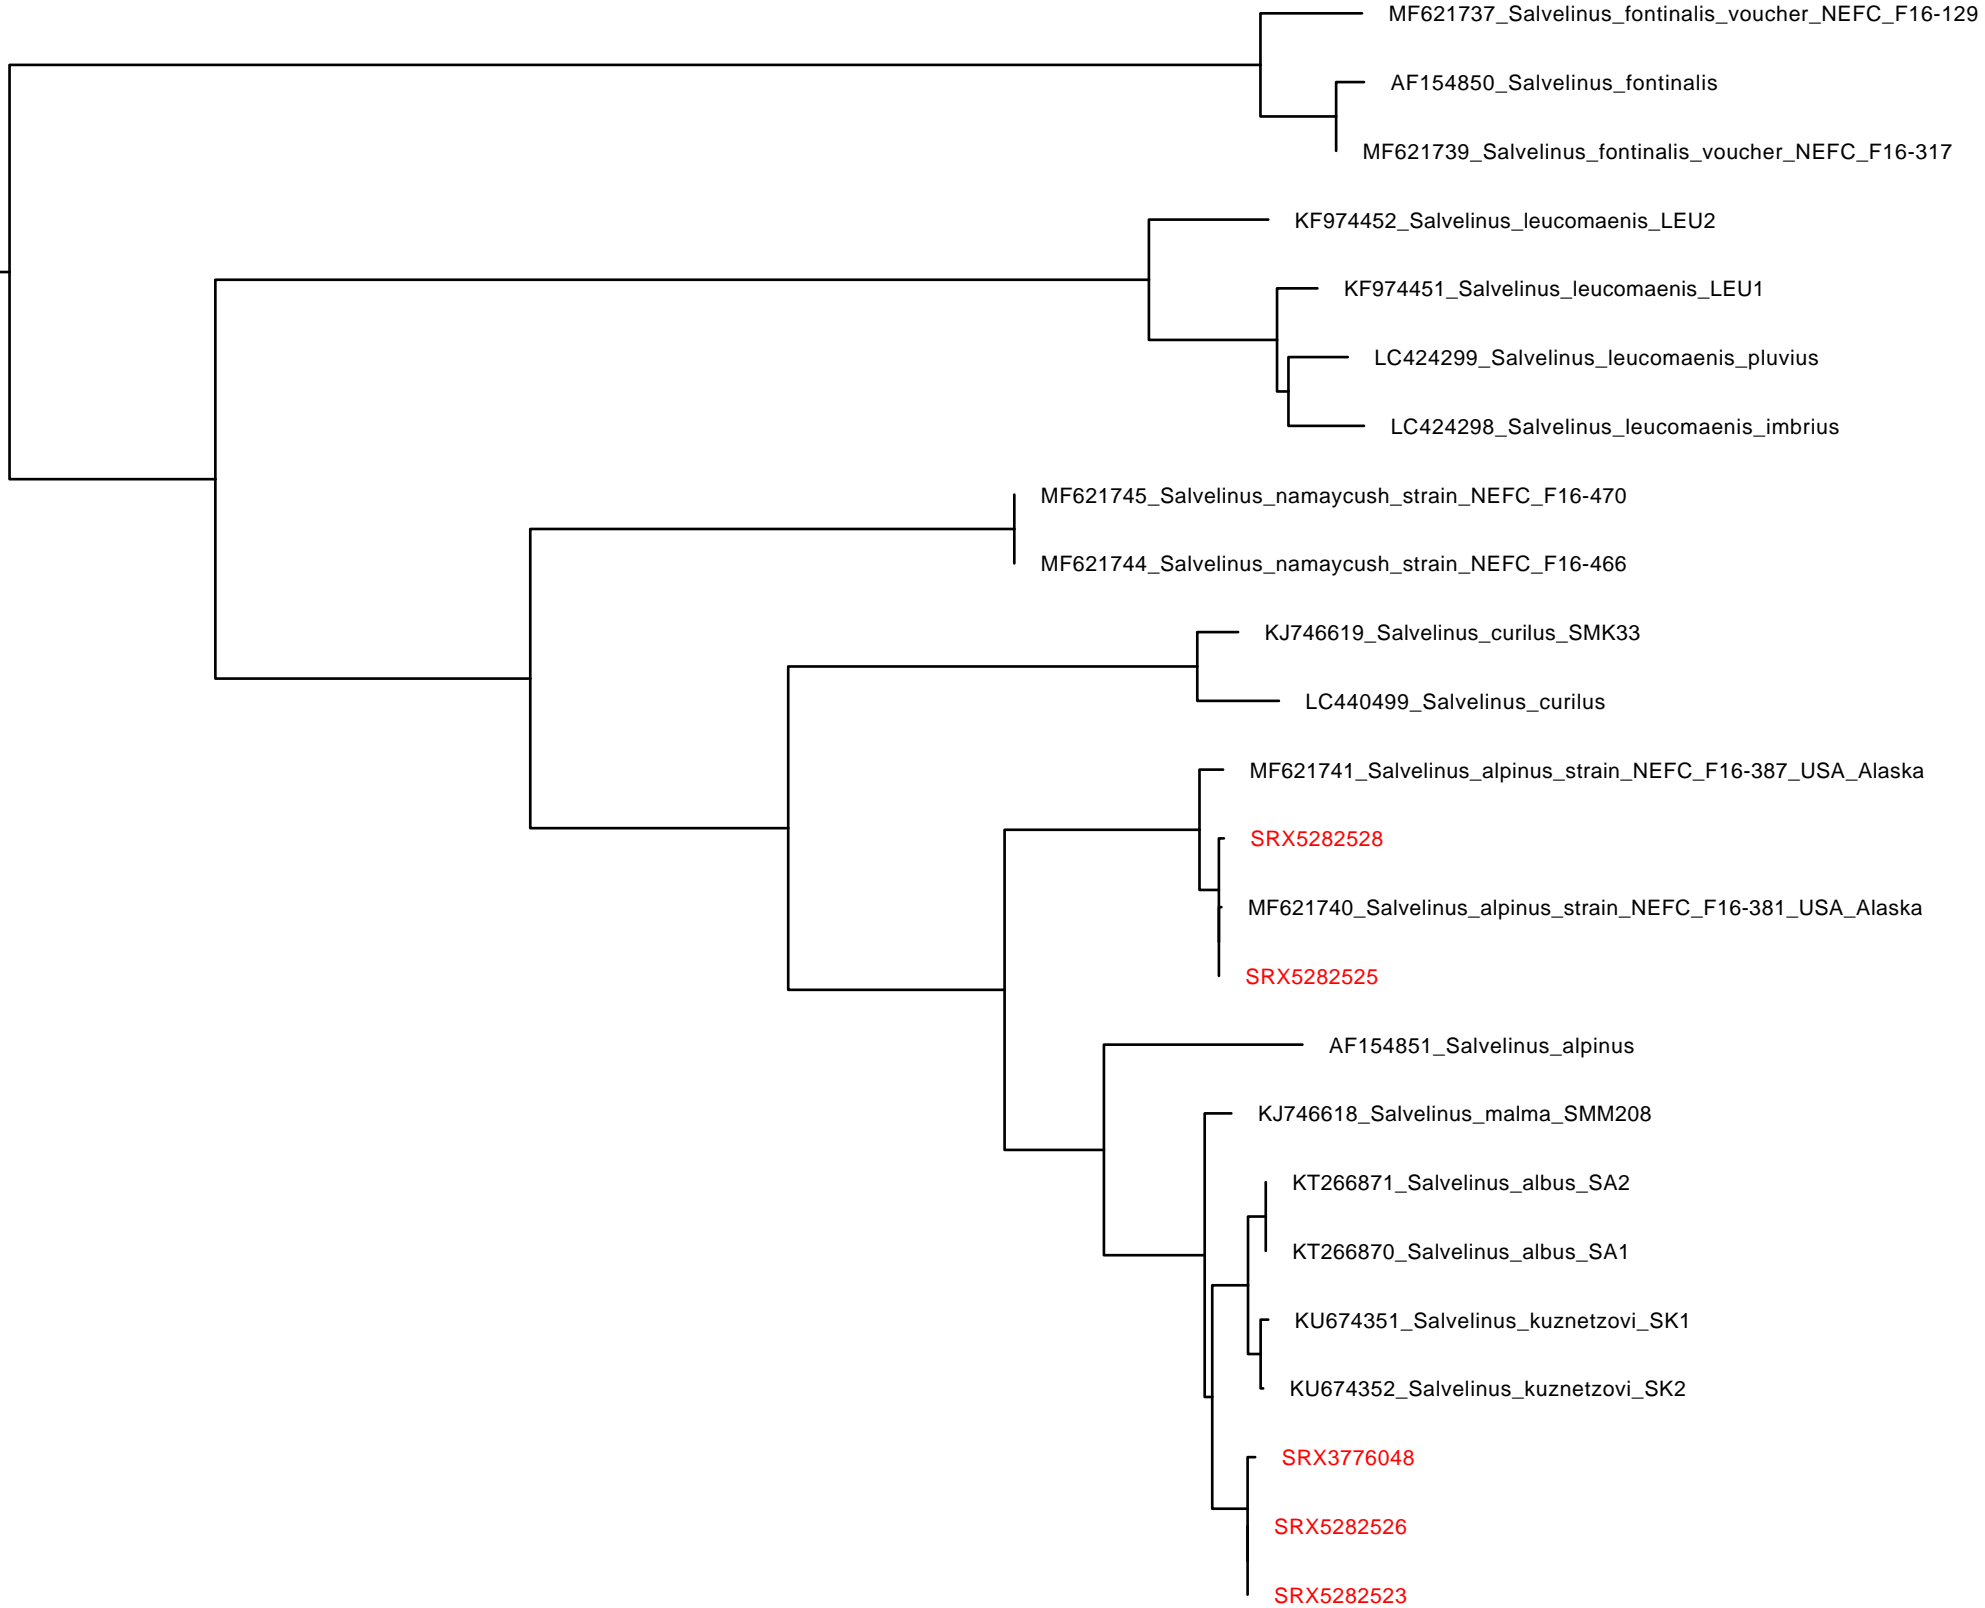 MF621737_Salvelinus_fontinalis_voucher_NEFC_F16-129
AF154850_Salvelinus_fontinalis
MF621739_Salvelinus_fontinalis_voucher_NEFC_F16-317
KF974452_Salvelinus_leucomaenis_LEU2
KF974451_Salvelinus_leucomaenis_LEU1
LC424299_Salvelinus_leucomaenis_pluvius
LC424298_Salvelinus_leucomaenis_imbrius
MF621745_Salvelinus_namaycush_strain_NEFC_F16-470
MF621744_Salvelinus_namaycush_strain_NEFC_F16-466
KJ746619_Salvelinus_curilus_SMK33
LC440499_Salvelinus_curilus
MF621741_Salvelinus_alpinus_strain_NEFC_F16-387_USA_Alaska
SRX5282528
MF621740_Salvelinus_alpinus_strain_NEFC_F16-381_USA_Alaska
SRX5282525
AF154851_Salvelinus_alpinus
KJ746618_Salvelinus_malma_SMM208
KT266871_Salvelinus_albus_SA2
KT266870_Salvelinus_albus_SA1
KU674351_Salvelinus_kuznetzovi_SK1
KU674352_Salvelinus_kuznetzovi_SK2
SRX3776048
SRX5282526
SRX5282523